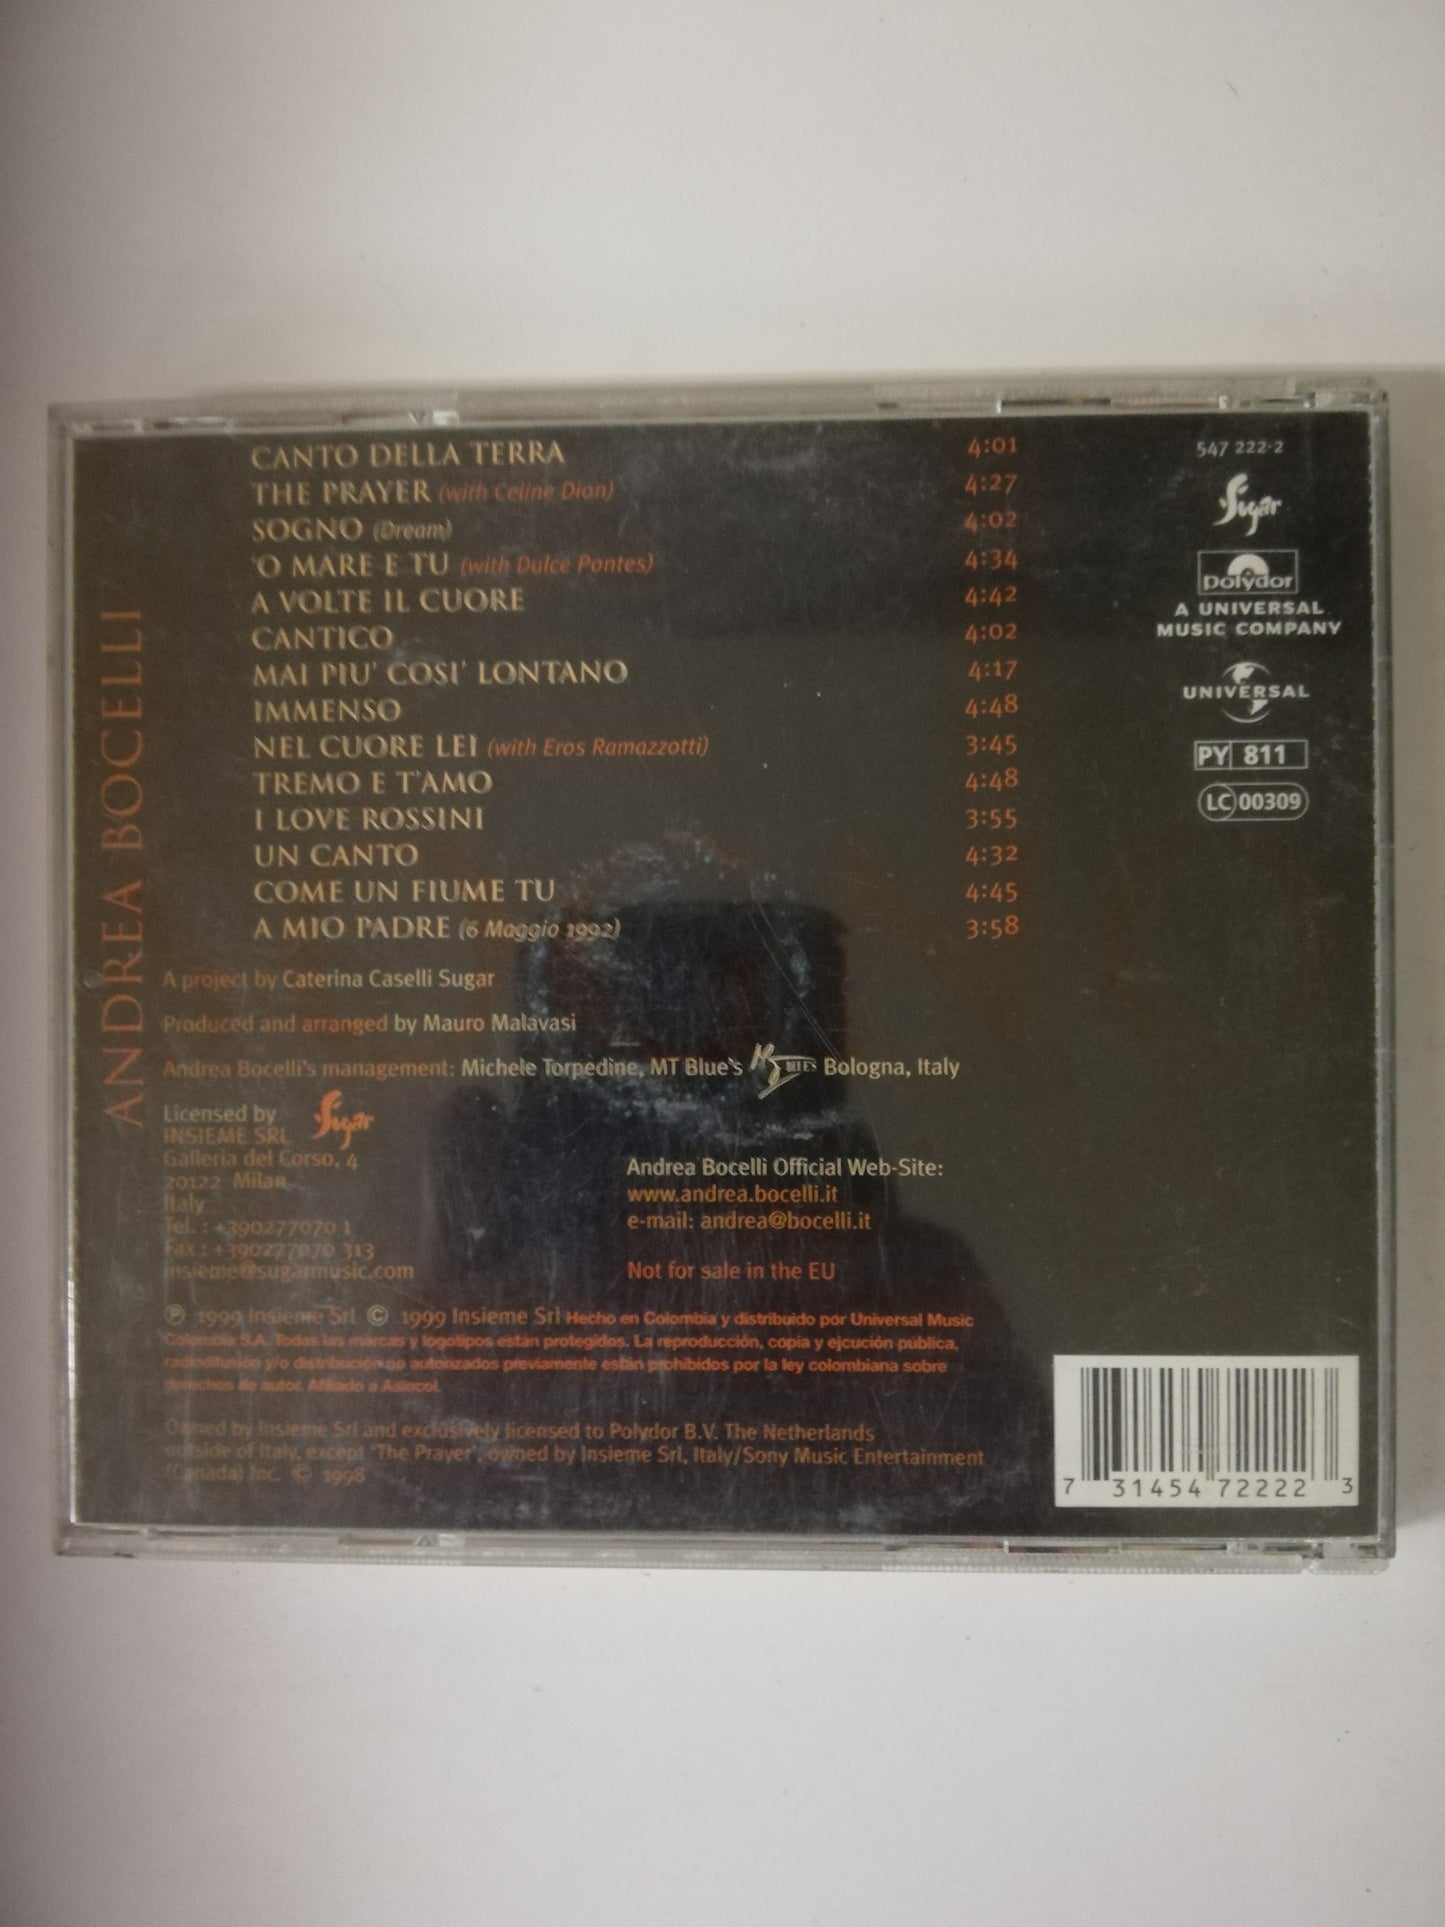 CANTO DELLA TERRA 4:01
THE PRAYER (with Celine Dion) 4:27
SOGNO (Dream) 4:02
'O MARE E TU (with Dulce Pontes) 4:34
A VOLTE IL CUORE 4:42
CANTICO 4:02
MAI PIU' COSI' LONTANO 4:17
IMMENSO 4:48
NEL CUORE LEI (with Eros Ramazzotti) 3:45
TREMO E T'AMO 4:48
I LOVE ROSSINI 3:55
UN CANTO 4:32
COME UN FIUME TU 4:45
A MIO PADRE (6 Maggio 1992) 3:58
ANDREA BOCELLI
547 222-2
Sugar
Polydor
A UNIVERSAL
MUSIC COMPANY
UNIVERSAL
PY 811
LC 00309
A project by Caterina Caselli Sugar
Produced and arranged by Mauro Malavasi
Andrea Bocelli's management: Michele Torpedine, MT Blue's BLUE'S Bologna, Italy
Licensed by Sugar
INSIEME SRL
Galleria del Corso, 4
20122 Milan
Italy
Tel. : +390277070 1
Fax : +390277070 313
insieme@sugarmusic.com
Andrea Bocelli Official Web-Site:
www.andrea.bocelli.it
e-mail: andrea@bocelli.it
Not for sale in the EU
℗ 1999 Insieme Srl © 1999 Insieme Srl Hecho en Colombia y distribuido por Universal Music
Colombia S.A. Todas las marcas y logotipos están protegidos. La reproducción, copia y ejcución pública,
radiodifusión y/o distribución no autorizados previamente están prohibidos por la ley colombiana sobre
derechos de autor. Afiliado a Asincol.
Owned by Insieme Srl and exclusively licensed to Polydor B.V. The Netherlands
outside of Italy, except 'The Prayer', owned by Insieme Srl, Italy/Sony Music Entertainment
(Canada) Inc. © 1998
7 31454 72222 3